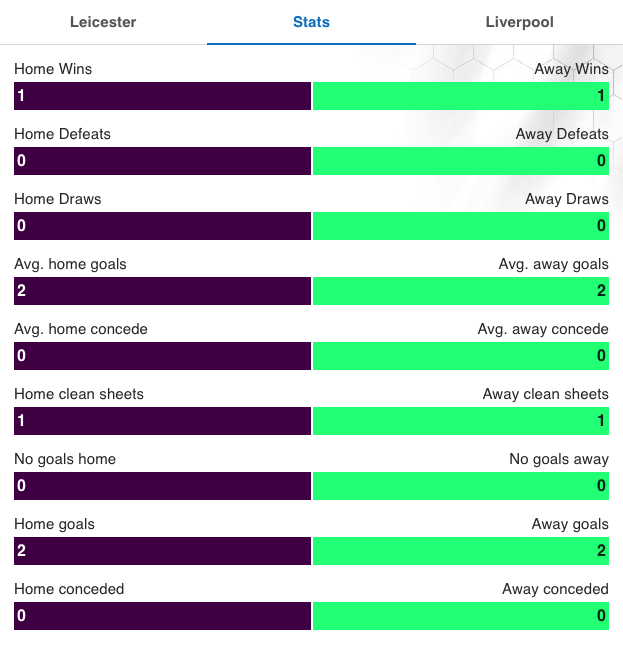 Leicester Stats Liverpool
Home Wins Away Wins
1 1
Home Defeats Away Defeats
0 0
Home Draws Away Draws
0 0
Avg. home goals Avg. away goals
2 2
Avg. home concede Avg. away concede
0 0
Home clean sheets Away clean sheets
1 1
No goals home No goals away
0 0
Home goals Away goals
2 2
Home conceded Away conceded
0 0